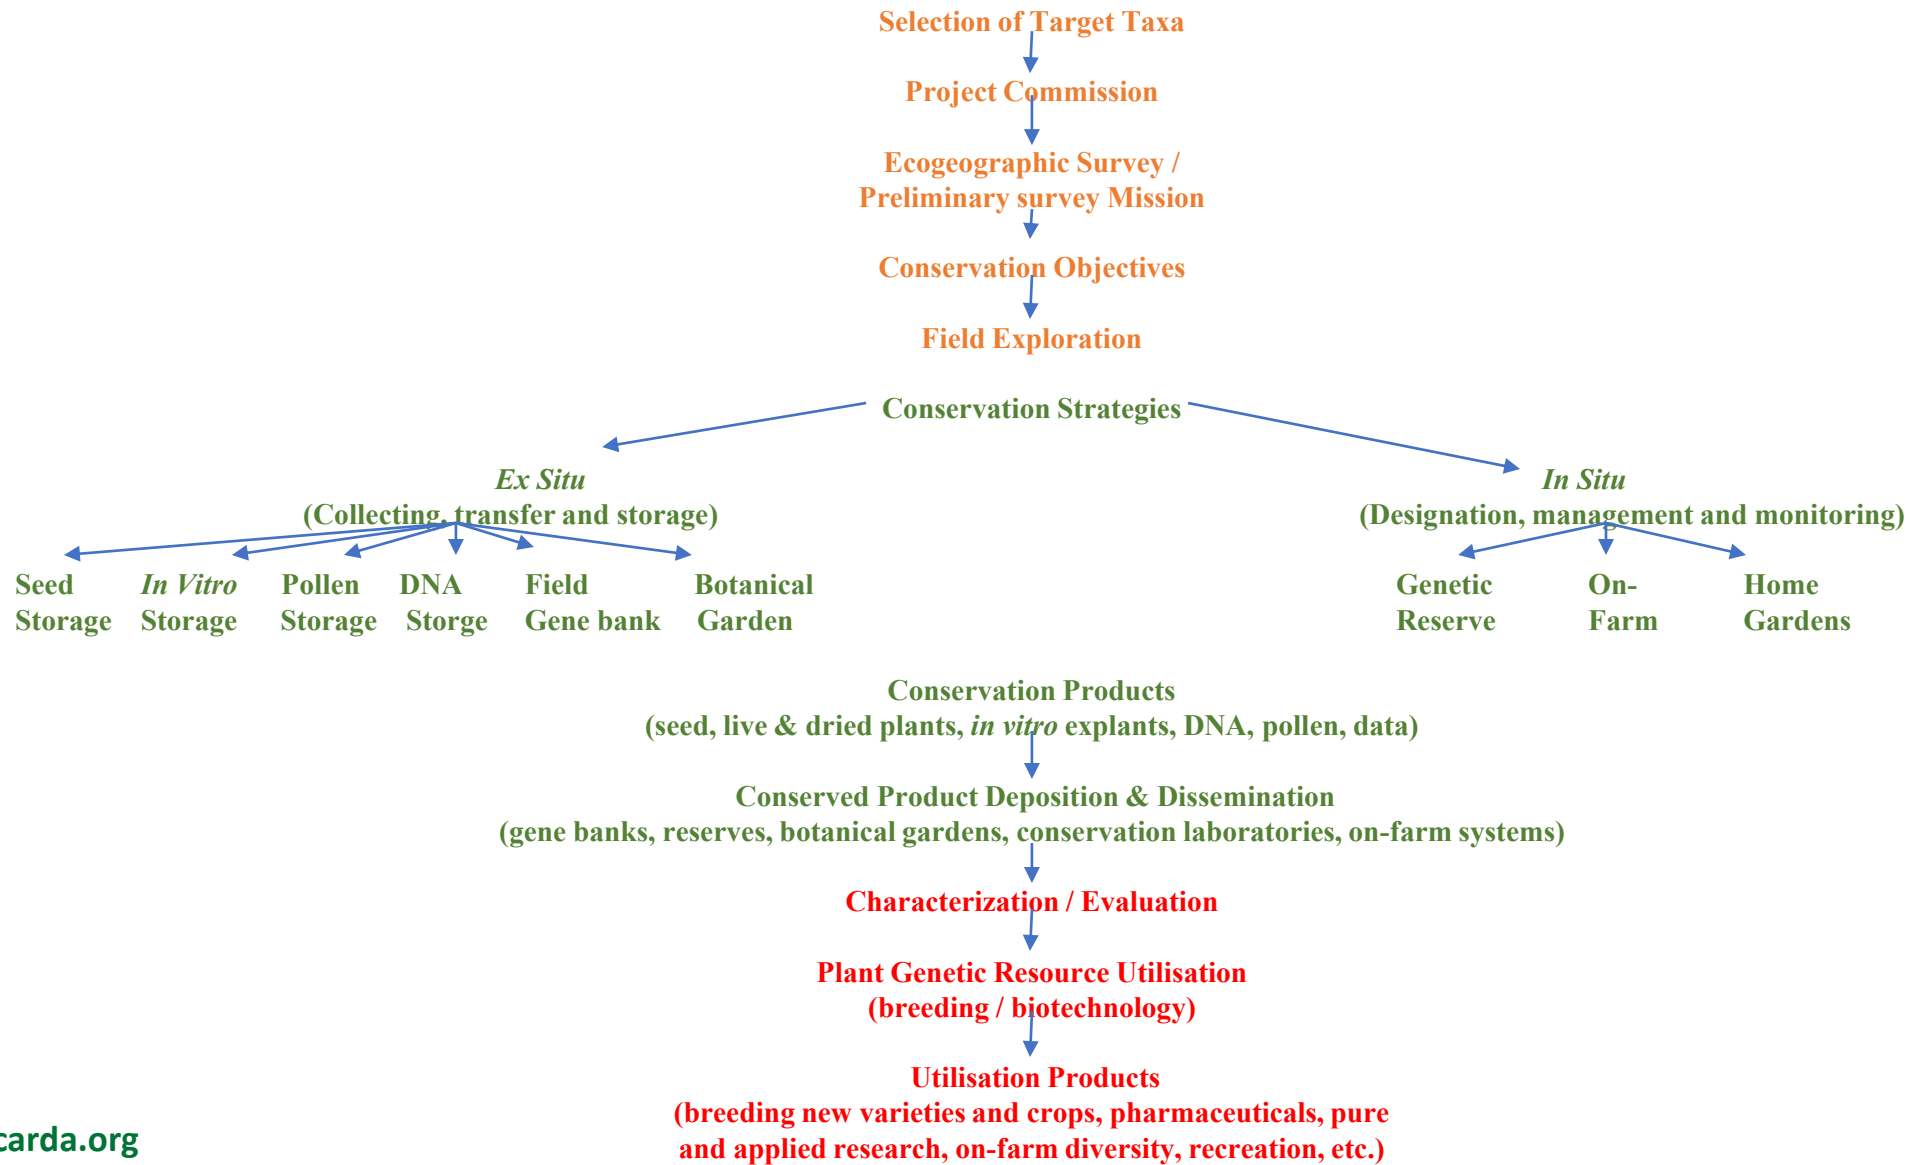 Selection of Target Taxa
Project Commission
Ecogeographic Survey /
Preliminary survey Mission
Conservation Objectives
Field Exploration
Conservation Strategies
Ex Situ
(Collecting, transfer and storage)
In Situ
(Designation, management and monitoring)
Seed
Storage
In Vitro
Storage
Pollen
Storage
DNA
Storge
Field
Gene bank
Botanical
Garden
Genetic
Reserve
On-
Farm
Home
Gardens
Conservation Products
(seed, live & dried plants, in vitro explants, DNA, pollen, data)
Conserved Product Deposition & Dissemination
(gene banks, reserves, botanical gardens, conservation laboratories, on-farm systems)
Characterization / Evaluation
Plant Genetic Resource Utilisation
(breeding / biotechnology)
Utilisation Products
(breeding new varieties and crops, pharmaceuticals, pure
and applied research, on-farm diversity, recreation, etc.)
carda.org